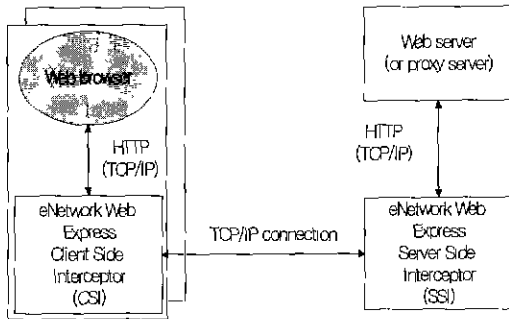 Web browser
HTTP
(TCP/IP)
eNetwork Web
Express
Client Side
Interceptor
(CSI)
TCP/IP connection
Web server
(or proxy server)
HTTP
(TCP/IP)
eNetwork Web
Express
Server Side
Interceptor
(SSI)